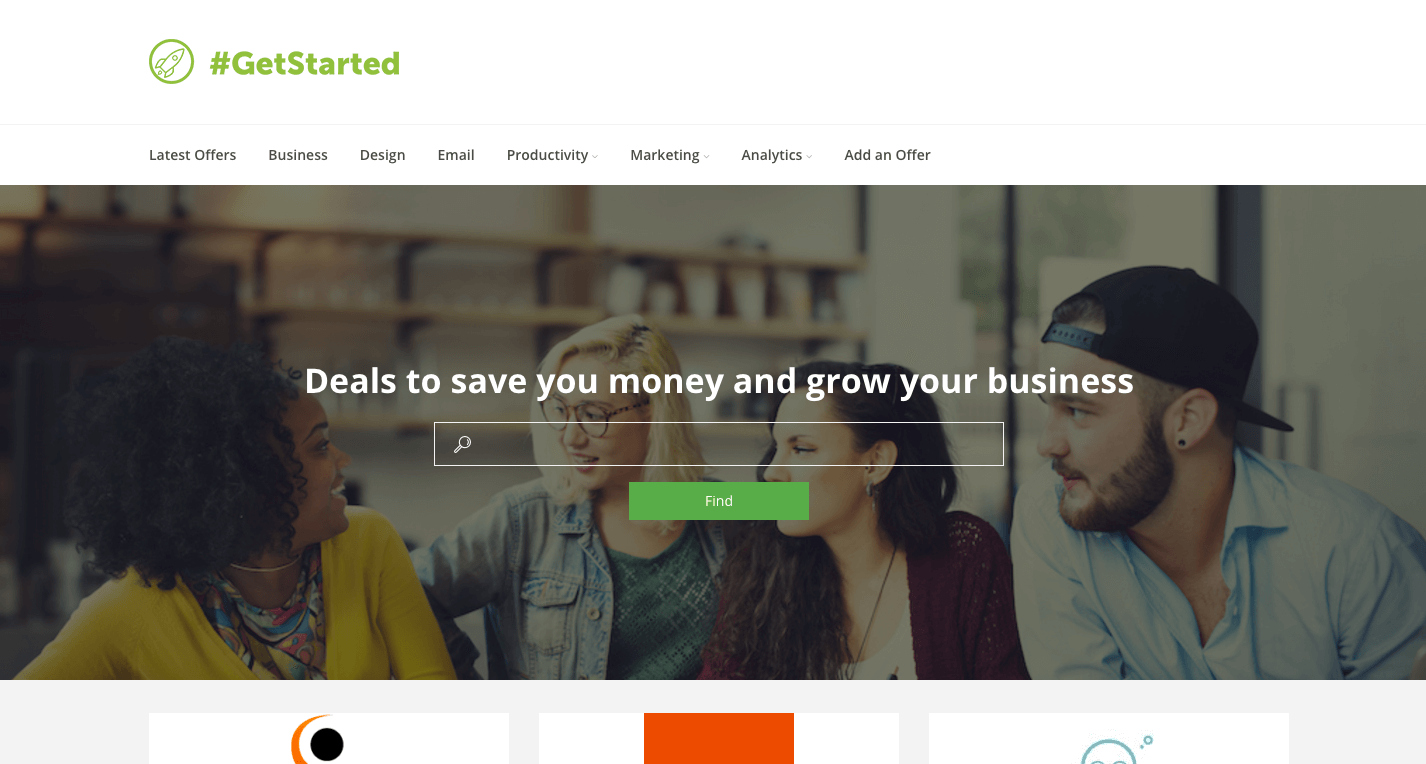 #GetStarted
Latest Offers Business Design Email Productivity Marketing Analytics Add an Offer
Deals to save you money and grow your business
Find